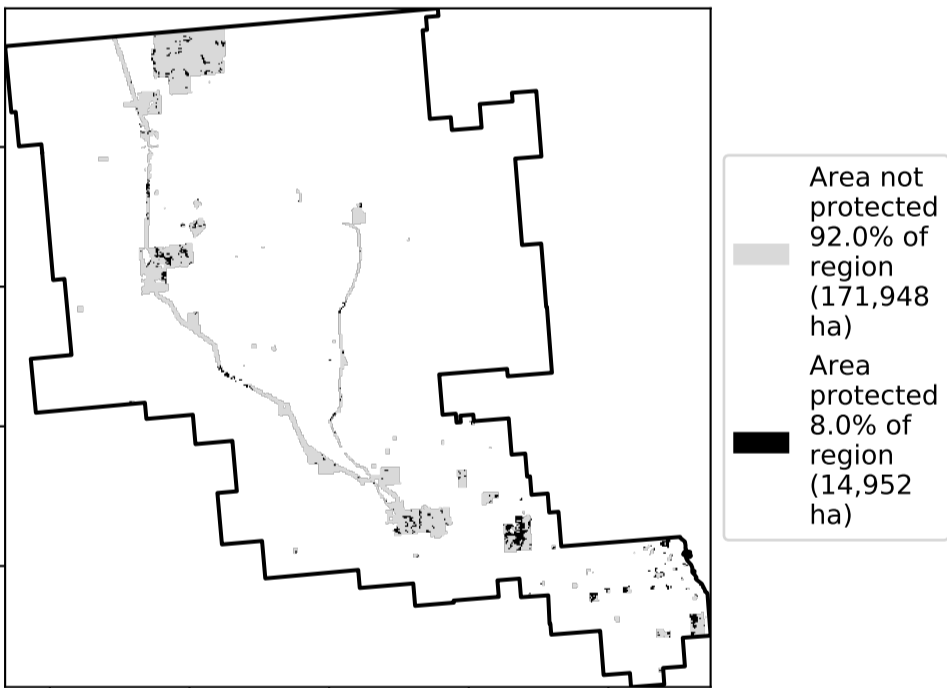 Area not
protected
92.0% of
region
(171,948
ha)
Area
protected
8.0% of
region
(14,952
ha)